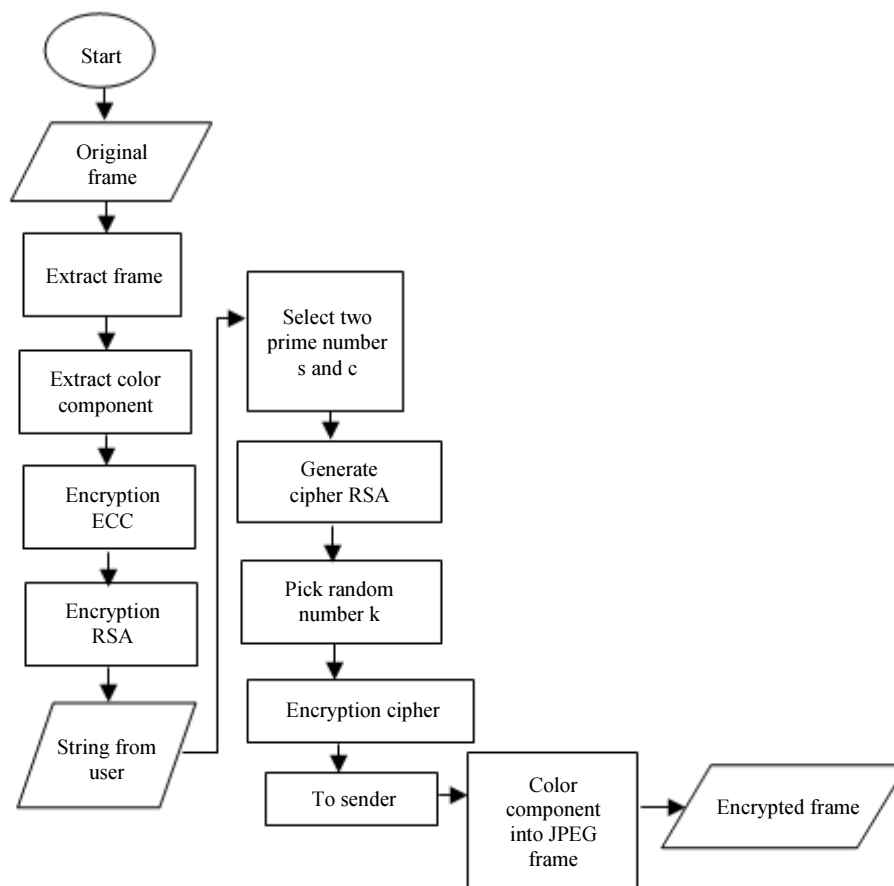 Start
Original
frame
Extract frame
Extract color
component
Encryption
ECC
Encryption
RSA
String from
user
Select two
prime number
s and c
Generate
cipher RSA
Pick random
number k
Encryption cipher
To sender
Color
component
into JPEG
frame
Encrypted frame